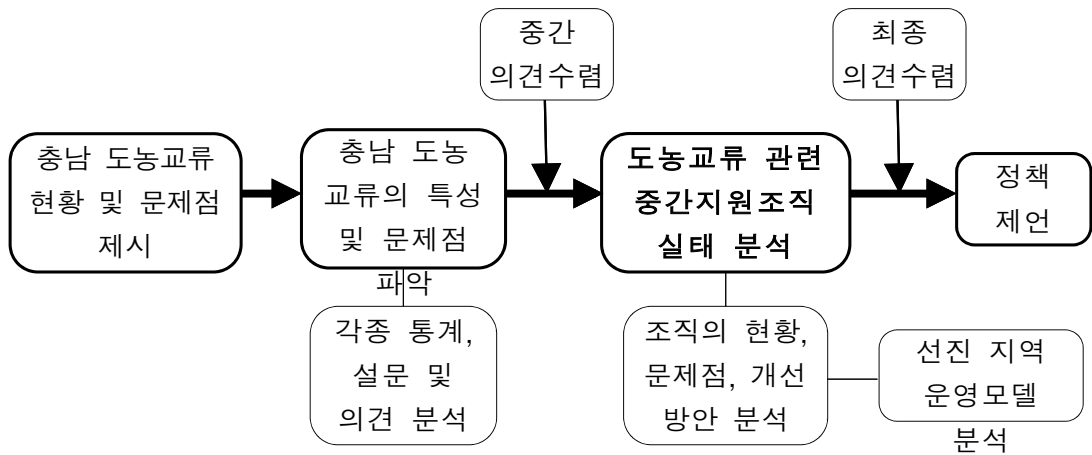 중간
의견수렴
최종
의견수렴
충남 도농교류
현황 및 문제점
제시
충남 도농
교류의 특성
및 문제점
파악
도농교류 관련
중간지원조직
실태 분석
정책
제언
각종 통계,
설문 및
의견 분석
조직의 현황,
문제점, 개선
방안 분석
선진 지역
운영모델
분석